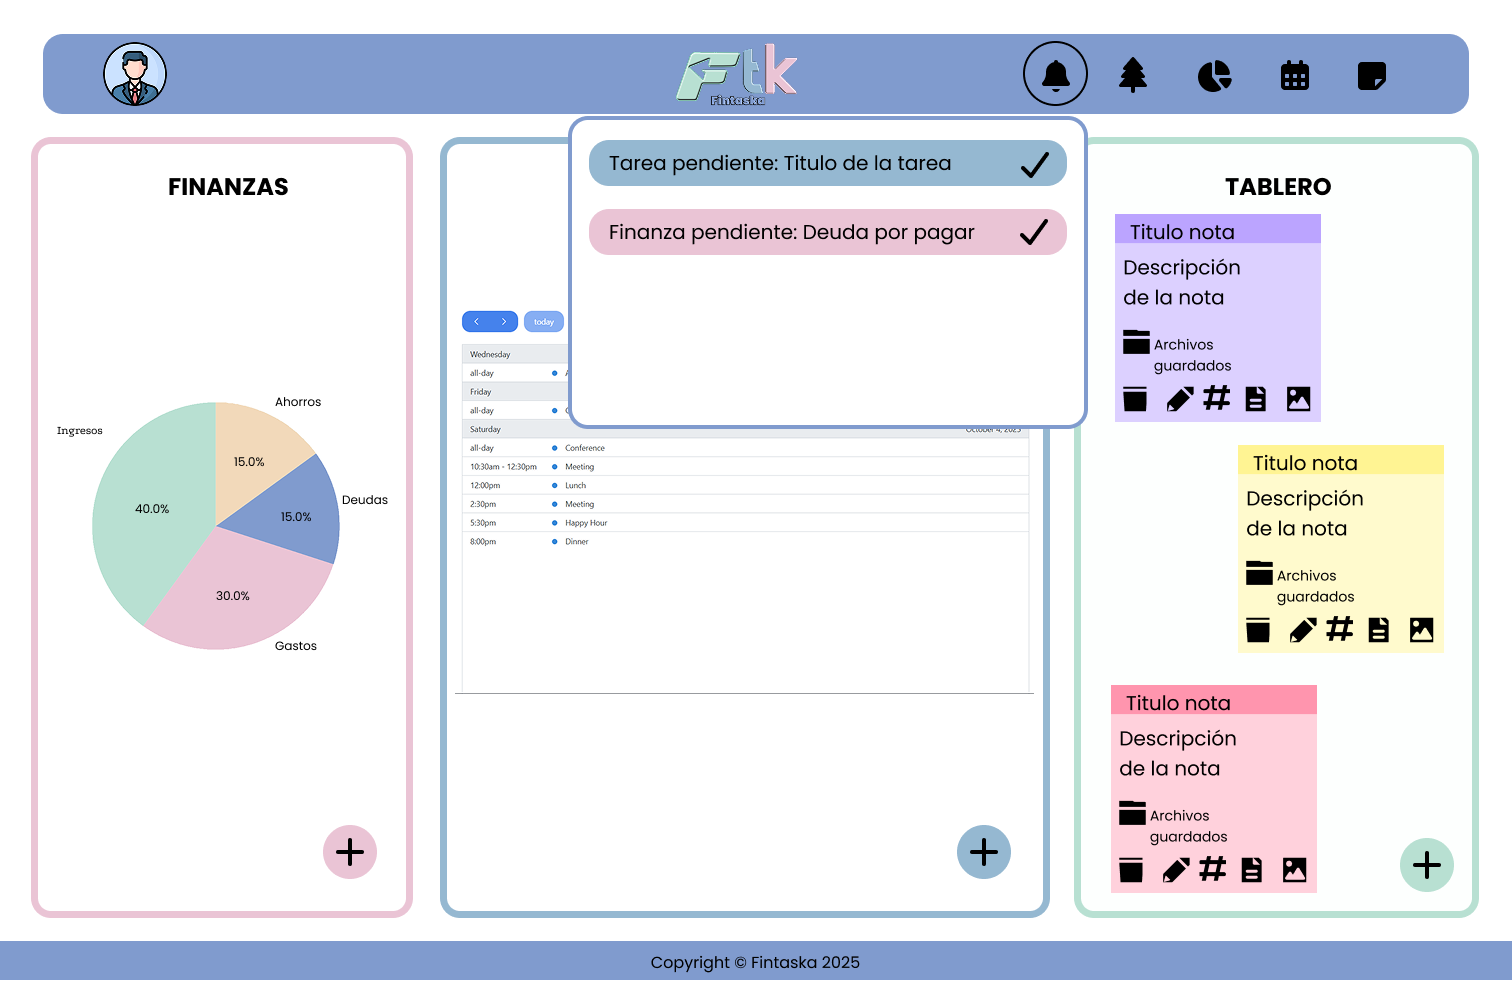 Ftk
Fintaska
Tarea pendiente: Titulo de la tarea
Finanza pendiente: Deuda por pagar
FINANZAS
Ahorros
Ingresos
15.0%
Deudas
40.0%
15.0%
30.0%
Gastos
today
Wednesday
all-day
Friday
all-day
Saturday October 4, 2025
all-day Conference
10:30am - 12:30pm Meeting
12:00pm Lunch
2:30pm Meeting
5:30pm Happy Hour
8:00pm Dinner
TABLERO
Titulo nota
Descripción
de la nota
Archivos
guardados
Titulo nota
Descripción
de la nota
Archivos
guardados
Titulo nota
Descripción
de la nota
Archivos
guardados
Copyright © Fintaska 2025